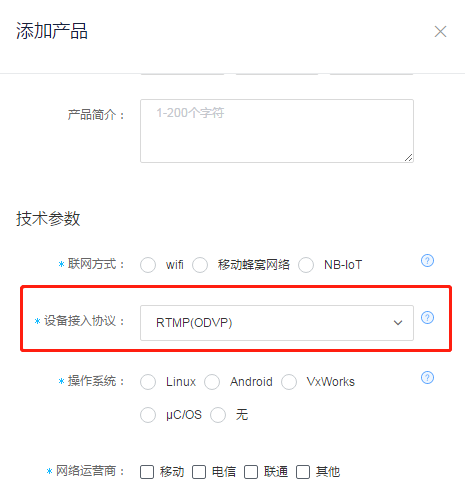 添加产品
产品简介： 1-200个字符
技术参数
* 联网方式： wifi 移动蜂窝网络 NB-IoT ?
* 设备接入协议： RTMP(ODVP) ?
* 操作系统： Linux Android VxWorks ?
μC/OS 无
* 网络运营商： 移动 电信 联通 其他